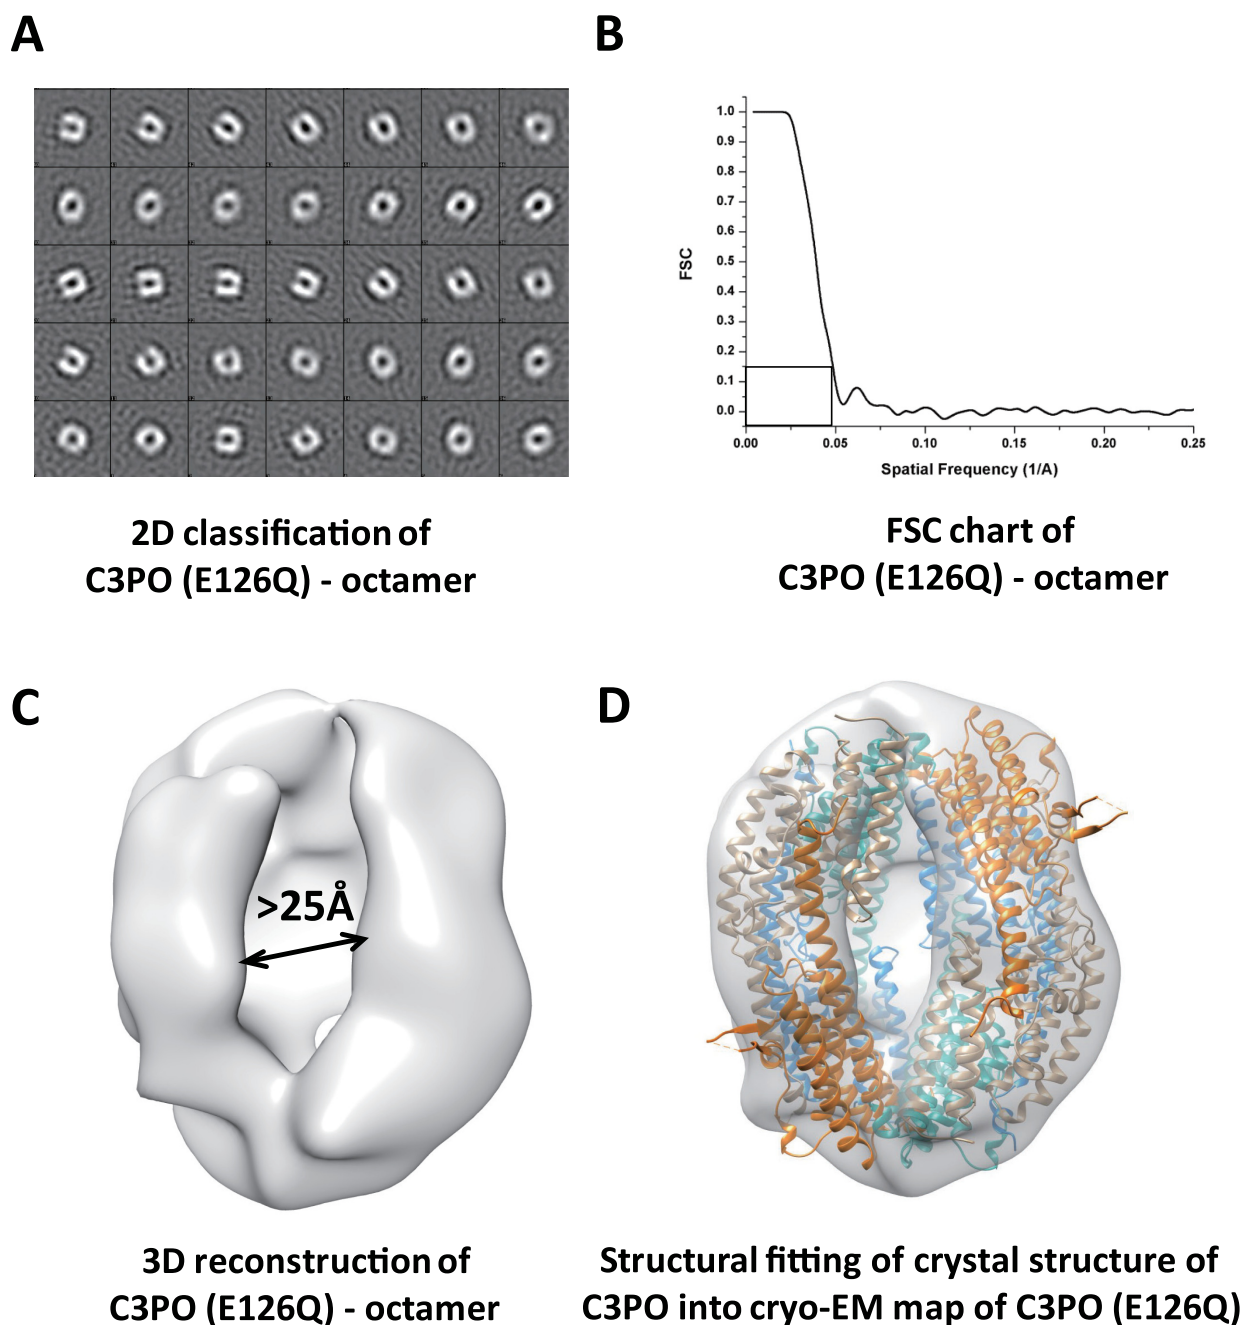 A
B
1.0
0.9
0.8
0.7
0.6
0.5
0.4
0.3
0.2
0.1
0.0
FSC
0.00
0.05
0.10
0.15
0.20
0.25
Spatial Frequency (1/A)
2D classification of
C3PO (E126Q) - octamer
FSC chart of
C3PO (E126Q) - octamer
C
D
>25Å
3D reconstruction of
C3PO (E126Q) - octamer
Structural fitting of crystal structure of
C3PO into cryo-EM map of C3PO (E126Q)